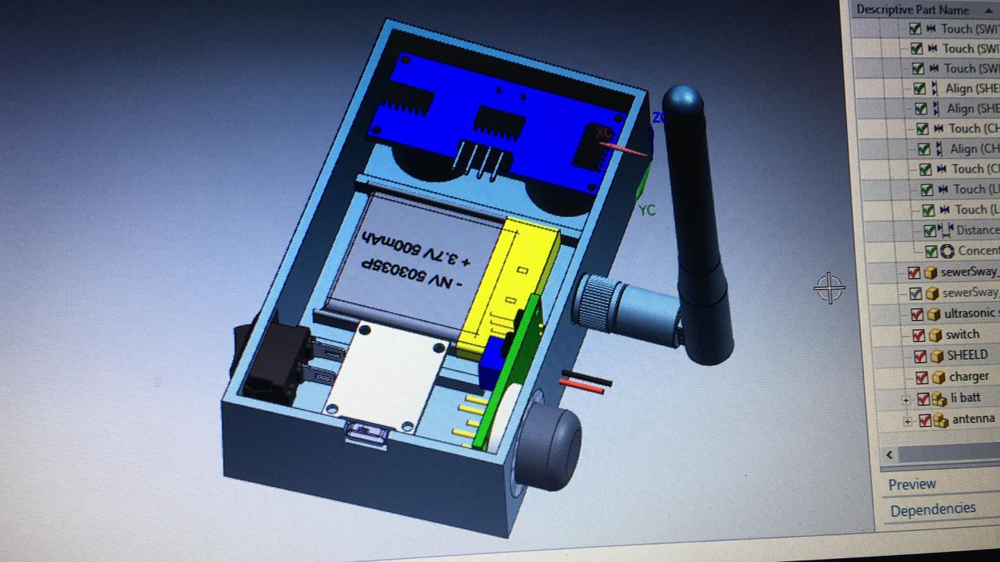 Descriptive Part Name
Touch (SWI
Touch (SWI
Touch (SWI
Align (SHE
Align (SHE
Touch (CH
Align (CH
Touch (CI
Touch (LI
Touch (L
Distance
Concent
sewerSway_
sewerSway_
ultrasonic s
switch
SHEELD
charger
li batt
antenna
Preview
Dependencies
ZC
XC
YC
- NV 503035P
+ 3.7V 500mAh